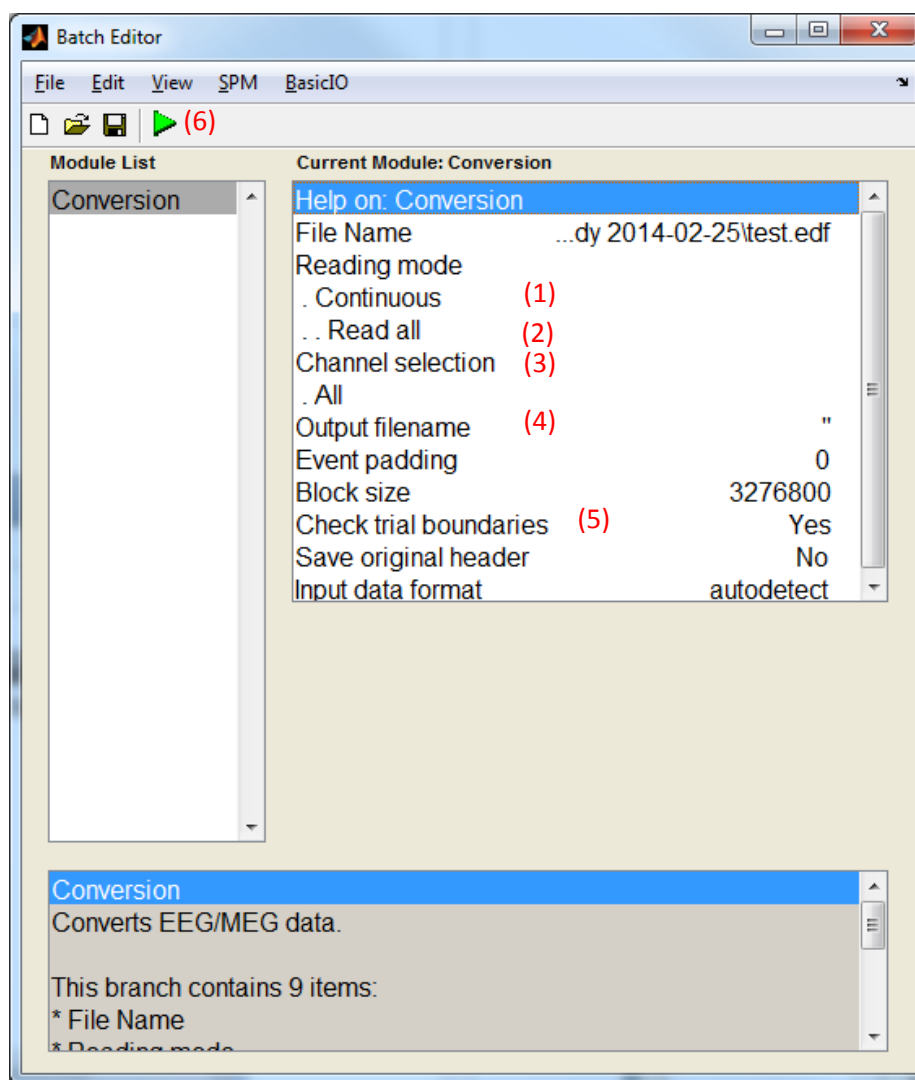 Batch Editor
File Edit View SPM BasicIO
(6)
Module List
Conversion
Current Module: Conversion
Help on: Conversion
File Name ...dy 2014-02-25\test.edf
Reading mode
. Continuous (1)
. . Read all (2)
Channel selection (3)
. All
Output filename (4) ''
Event padding 0
Block size 3276800
Check trial boundaries (5) Yes
Save original header No
Input data format autodetect
Conversion
Converts EEG/MEG data.
This branch contains 9 items:
* File Name
* Reading mode